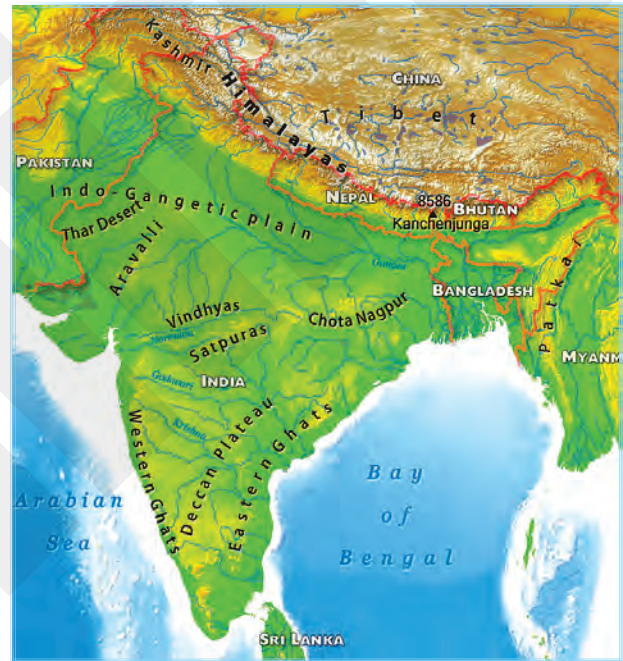 Kashmir
Himalayas
CHINA
Tibet
PAKISTAN
Indo-Gangetic plain
NEPAL
8586
BHUTAN
Kanchenjunga
Thar Desert
Aravalli
Patkai
BANGLADESH
Vindhyas
Chota Nagpur
Narmada
Satpuras
MYANM
INDIA
Godavari
Krishna
Western Ghats
Deccan Plateau
Eastern Ghats
Bay
of
Bengal
Arabian
Sea
SRI LANKA